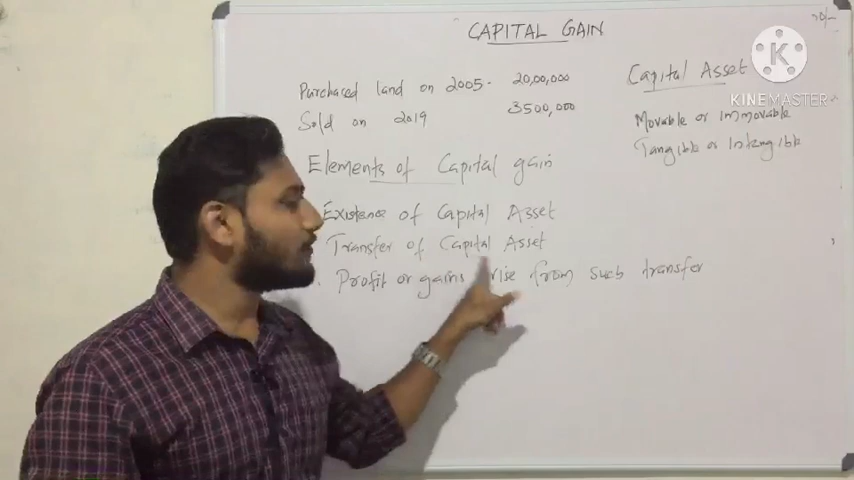 CAPITAL GAIN
Purchased land on 2005 - 20,00,000
Sold on 2019 3500,000
Elements of Capital gain
Existence of Capital Asset
Transfer of Capital Asset
Profit or gains rise from such transfer
Capital Asset
Movable or immovable
Tangible or Intangible
K
KINEMASTER